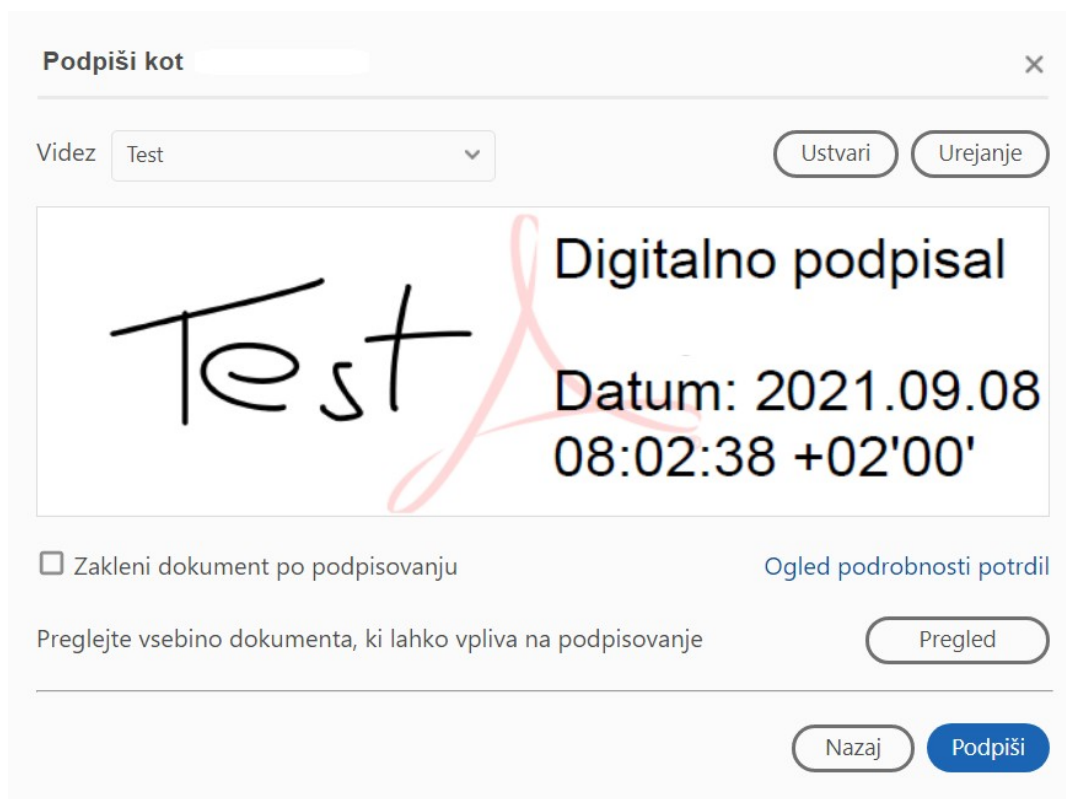 Podpiši kot
Videz Test Ustvari Urejanje
Test
Digitalno podpisal
Datum: 2021.09.08
08:02:38 +02'00'
Zakleni dokument po podpisovanju Ogled podrobnosti potrdil
Preglejte vsebino dokumenta, ki lahko vpliva na podpisovanje Pregled
Nazaj Podpiši